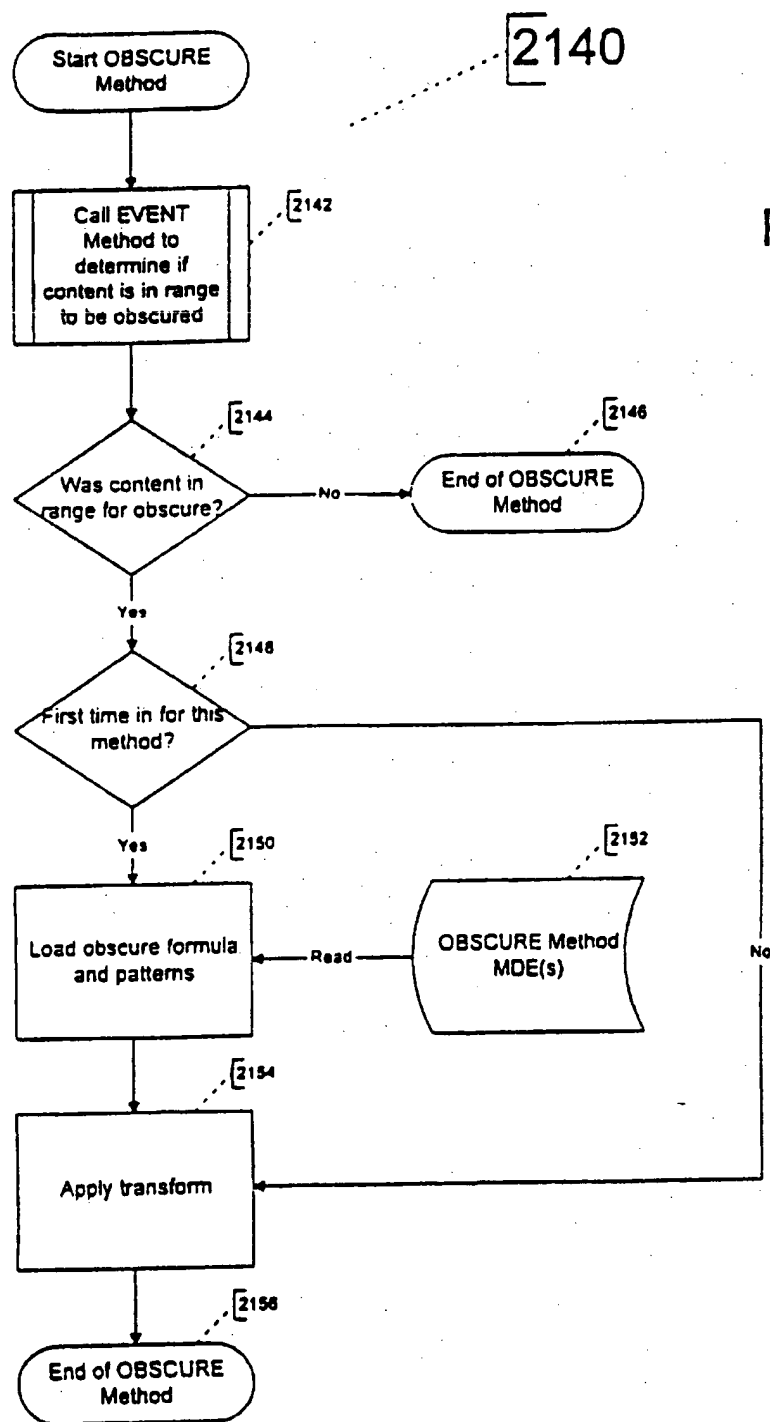 Start OBSCURE
Method
2140
Call EVENT
Method to
determine if
content is in range
to be obscured
2142
2144
Was content in
range for obscure?
No
2146
End of OBSCURE
Method
Yes
2148
First time in for this
method?
Yes
2150
Load obscure formula
and patterns
Read
2152
OBSCURE Method
MDE(s)
No
2154
Apply transform
2156
End of OBSCURE
Method